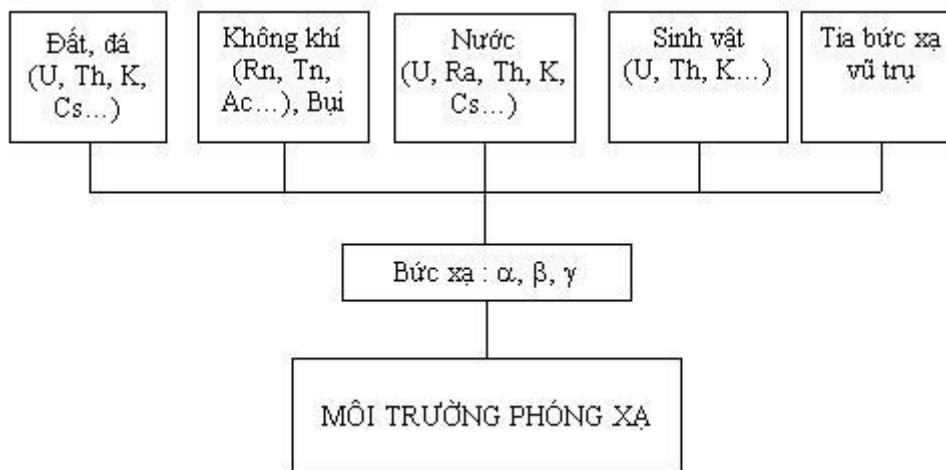 Đất, đá
(U, Th, K,
Cs...)
Không khí
(Rn, Tn,
Ac...), Bụi
Nước
(U, Ra, Th, K,
Cs...)
Sinh vật
(U, Th, K...)
Tia bức xạ
vũ trụ
Bức xạ : α, β, γ
MÔI TRƯỜNG PHÓNG XẠ